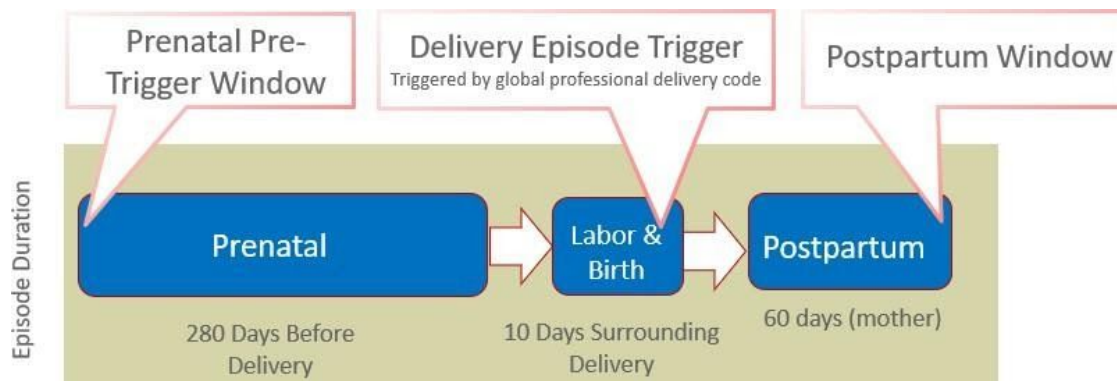 Prenatal Pre-
Trigger Window
Delivery Episode Trigger
Triggered by global professional delivery code
Postpartum Window
Episode Duration
Prenatal
Labor &
Birth
Postpartum
280 Days Before
Delivery
10 Days Surrounding
Delivery
60 days (mother)